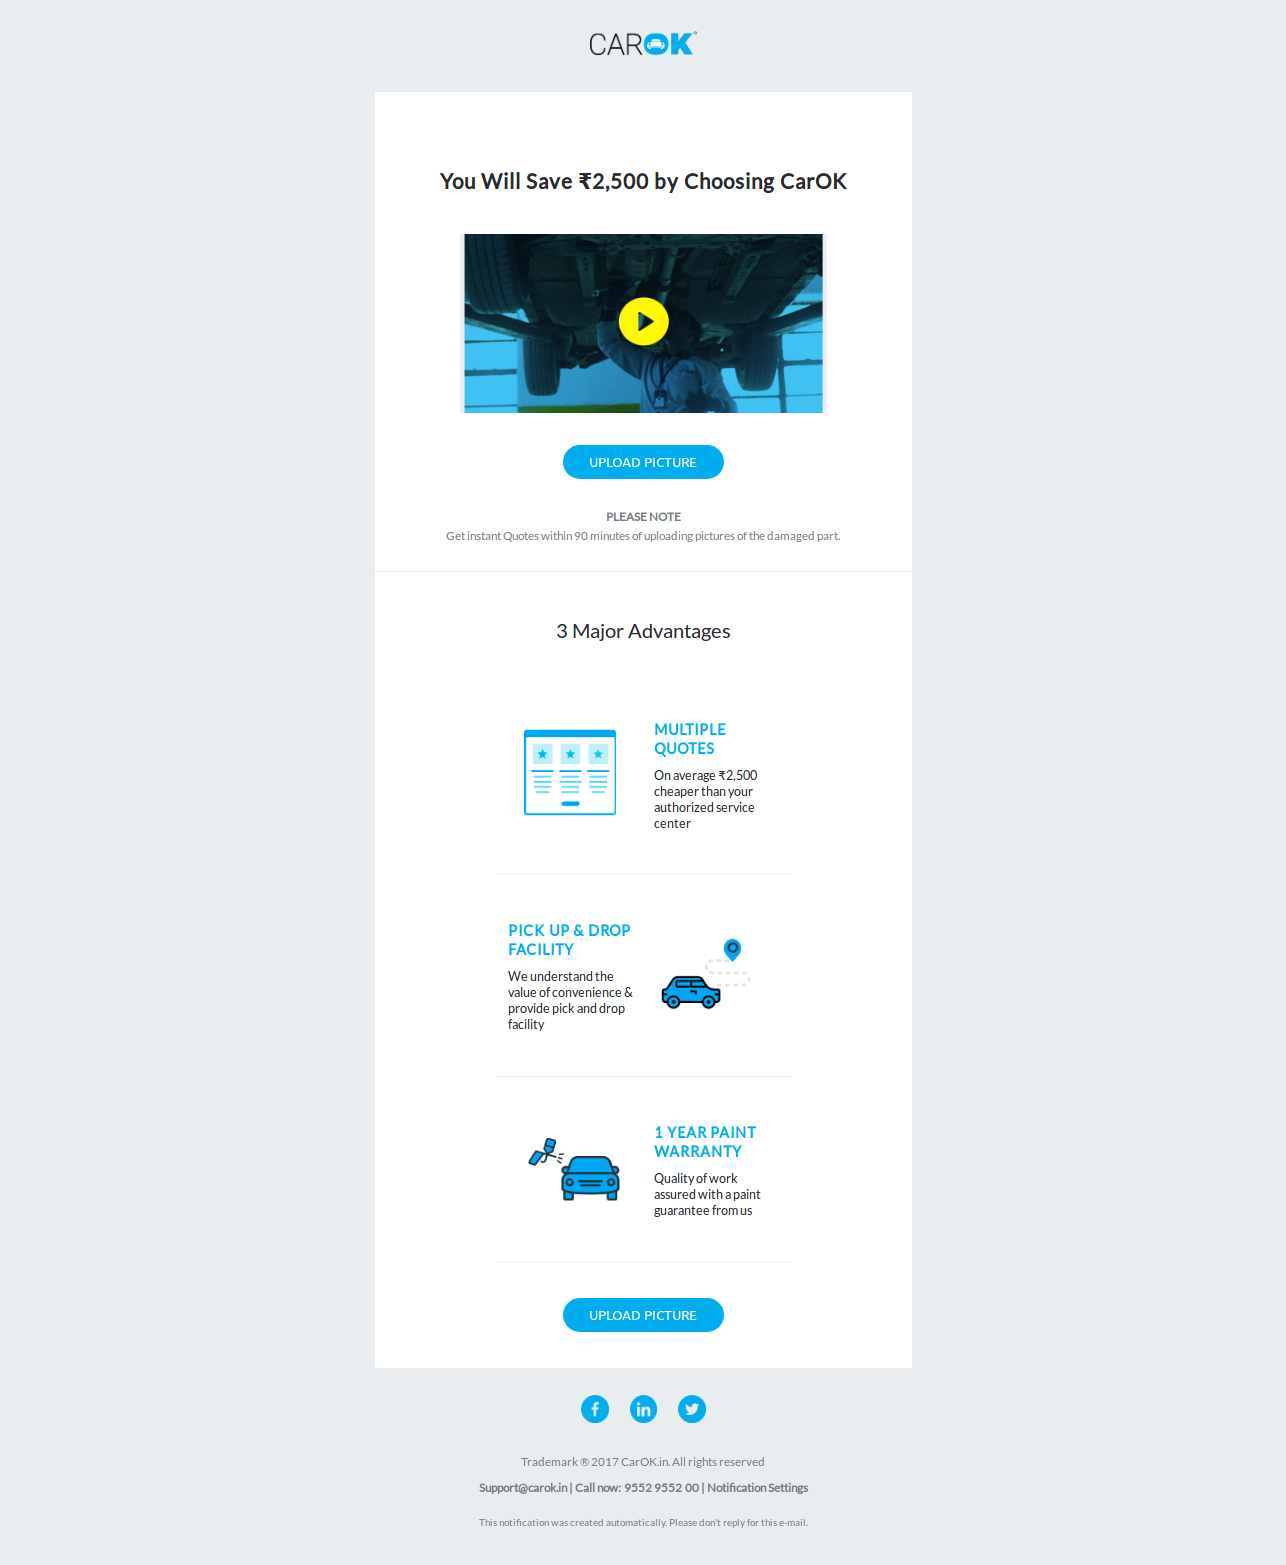 CAROK®
You Will Save ₹2,500 by Choosing CarOK
UPLOAD PICTURE
PLEASE NOTE
Get instant Quotes within 90 minutes of uploading pictures of the damaged part.
3 Major Advantages
MULTIPLE
QUOTES
On average ₹2,500
cheaper than your
authorized service
center
PICK UP & DROP
FACILITY
We understand the
value of convenience &
provide pick and drop
facility
1 YEAR PAINT
WARRANTY
Quality of work
assured with a paint
guarantee from us
UPLOAD PICTURE
Trademark ® 2017 CarOK.in. All rights reserved
Support@carok.in | Call now: 9552 9552 00 | Notification Settings
This notification was created automatically. Please don't reply for this e-mail.